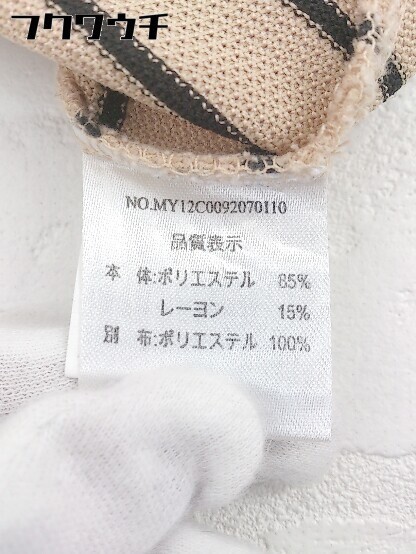 フクウウチ
NO.MY12C0092070110
品質表示
本 体:ポリエステル 85%
レーヨン 15%
別 布:ポリエステル 100%